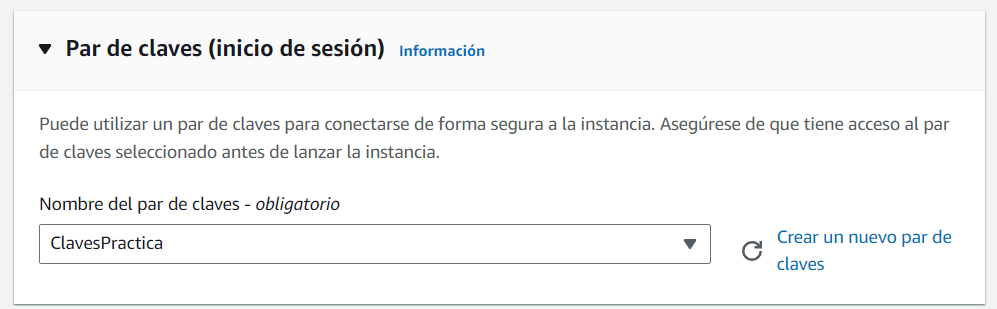 Par de claves (inicio de sesión) Información
Puede utilizar un par de claves para conectarse de forma segura a la instancia. Asegúrese de que tiene acceso al par
de claves seleccionado antes de lanzar la instancia.
Nombre del par de claves - obligatorio
ClavesPractica
Crear un nuevo par de
claves